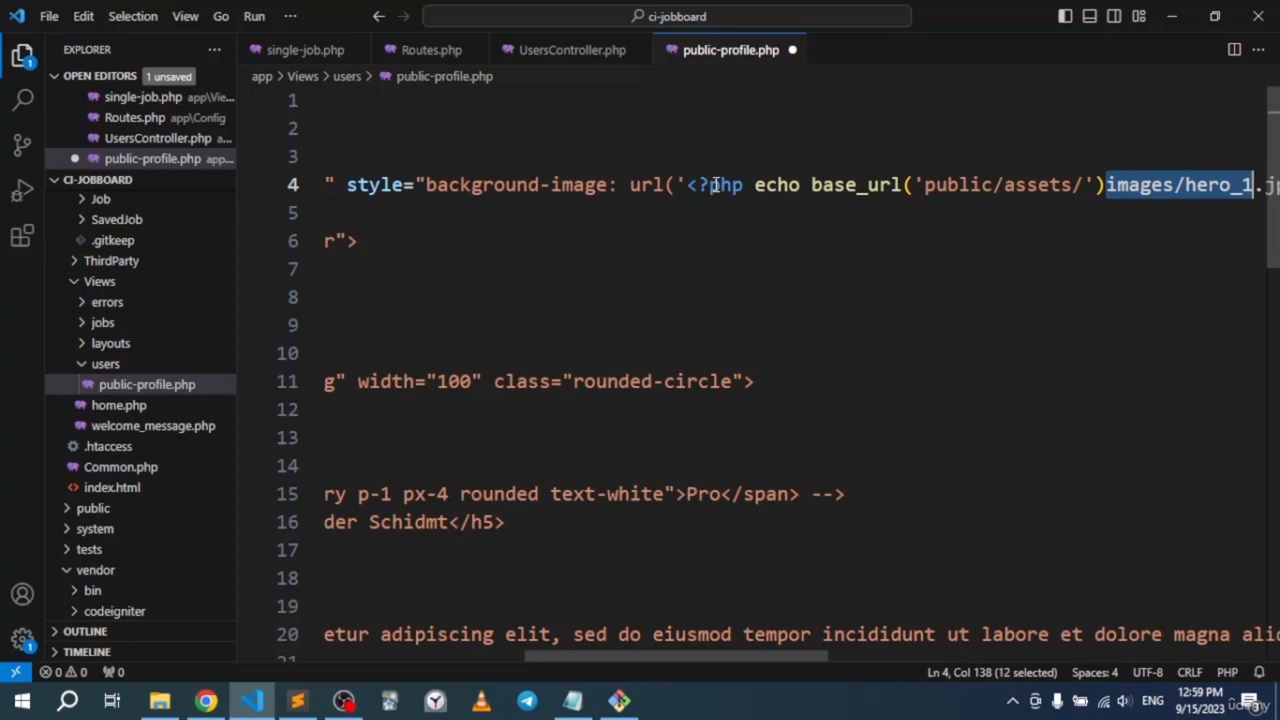 File Edit Selection View Go Run ··· ci-jobboard
EXPLORER ···
single-job.php Routes.php UsersController.php public-profile.php
OPEN EDITORS 1 unsaved
app > Views > users > public-profile.php
single-job.php app\Vie...
Routes.php app\Config
UsersController.php a...
public-profile.php app...
CI-JOBBOARD
Job
SavedJob
.gitkeep
ThirdParty
Views
errors
jobs
layouts
users
public-profile.php
home.php
welcome_message.php
.htaccess
Common.php
index.html
public
system
tests
vendor
bin
codeigniter
OUTLINE
TIMELINE
1
2
3
4 " style="background-image: url('<?php echo base_url('public/assets/')images/hero_1.jp
5
6 r">
7
8
9
10
11 g" width="100" class="rounded-circle">
12
13
14
15 ry p-1 px-4 rounded text-white">Pro</span> -->
16 der Schidmt</h5>
17
18
19
20 etur adipiscing elit, sed do eiusmod tempor incididunt ut labore et dolore magna ali
21
0 0 0 Ln 4, Col 138 (12 selected) Spaces: 4 UTF-8 CRLF PHP
ENG 12:59 PM
9/15/2023
udemy